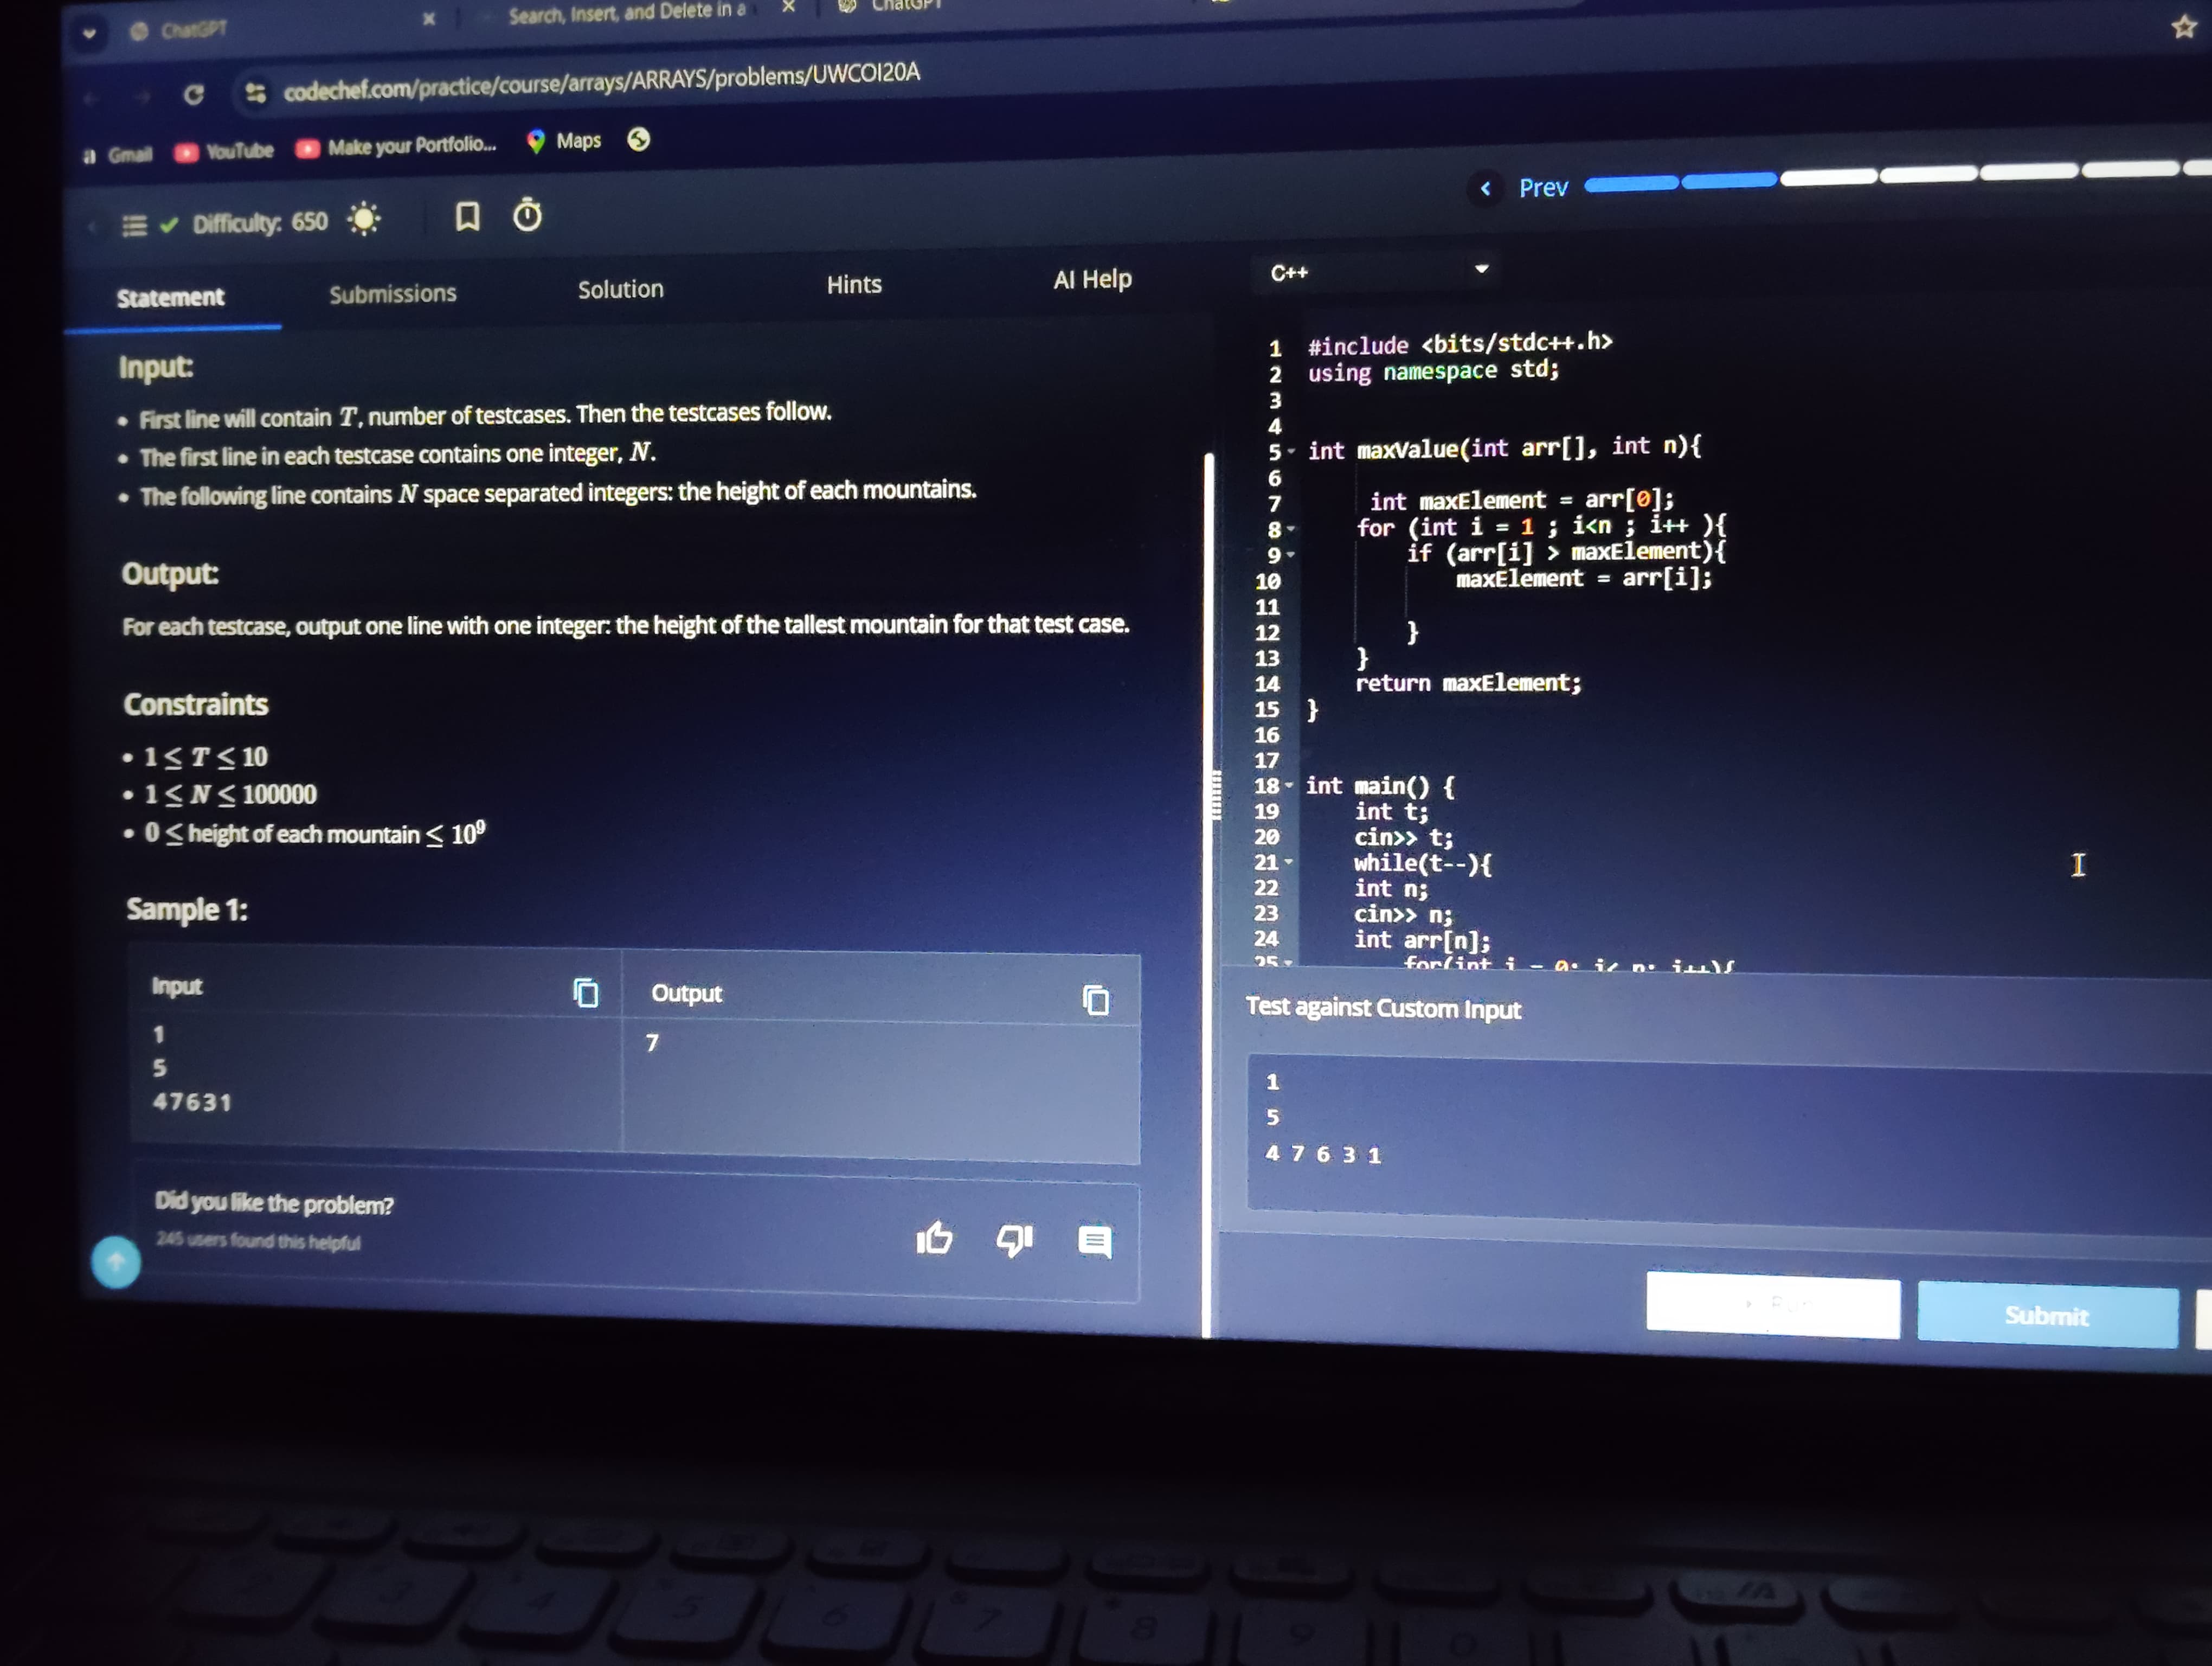 ChatGPT
Search, Insert, and Delete in a
ChatGPT
codechef.com/practice/course/arrays/ARRAYS/problems/UWCOI20A
Gmail YouTube Make your Portfolio... Maps
Difficulty: 650
Prev
Statement Submissions Solution Hints AI Help
Input:
• First line will contain T, number of testcases. Then the testcases follow.
• The first line in each testcase contains one integer, N.
• The following line contains N space separated integers: the height of each mountains.
Output:
For each testcase, output one line with one integer: the height of the tallest mountain for that test case.
Constraints
• 1 ≤ T ≤ 10
• 1 ≤ N ≤ 100000
• 0 ≤ height of each mountain ≤ 10⁹
Sample 1:
Input Output
1 7
5
4 7 6 3 1
Did you like the problem?
245 users found this helpful
C++
1 #include <bits/stdc++.h>
2 using namespace std;
3
4
5 int maxValue(int arr[], int n){
6
7 int maxElement = arr[0];
8 for (int i = 1 ; i<n ; i++ ){
9 if (arr[i] > maxElement){
10 maxElement = arr[i];
11
12 }
13 }
14 return maxElement;
15 }
16
17
18 int main() {
19 int t;
20 cin>> t;
21 while(t--){
22 int n;
23 cin>> n;
24 int arr[n];
25 for(int i = 0; i< n; i++){
Test against Custom Input
1
5
4 7 6 3 1
Run Submit
2 3 4 5 6 7 8 9 0